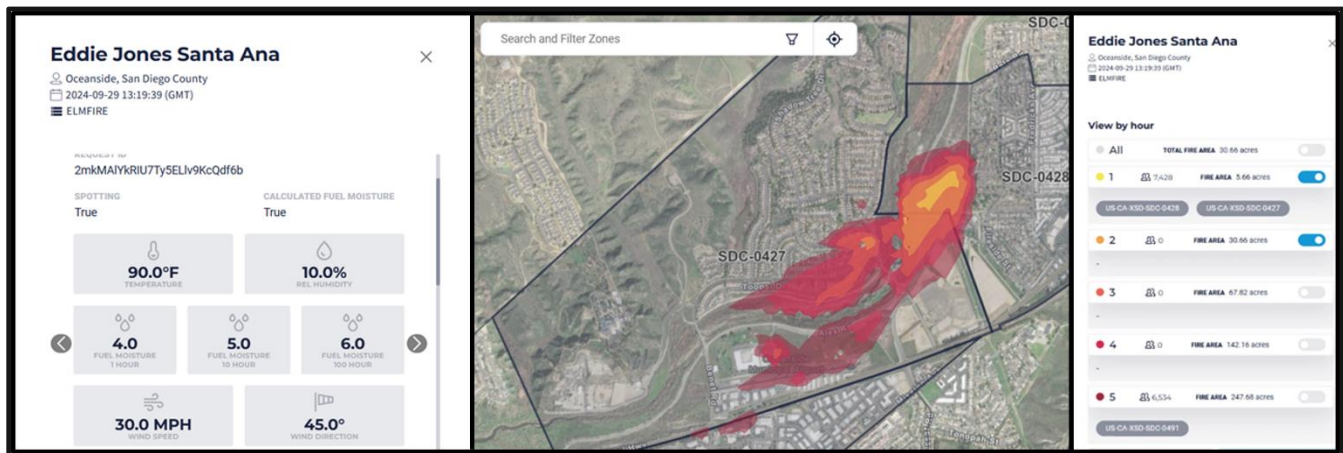 Eddie Jones Santa Ana
Oceanside, San Diego County
2024-09-29 13:19:39 (GMT)
ELMFIRE
REQUEST ID
SPOTTING
CALCULATED FUEL MOISTURE
True
True
90.0°F
TEMPERATURE
10.0%
REL HUMIDITY
4.0
FUEL MOISTURE
1 HOUR
5.0
FUEL MOISTURE
10 HOUR
6.0
FUEL MOISTURE
100 HOUR
30.0 MPH
WIND SPEED
45.0°
WIND DIRECTION
Search and Filter Zones
SDC-0
SDC-0428
SDC-0427
Eddie Jones Santa Ana
Oceanside, San Diego County
2024-09-29 13:19:39 (GMT)
ELMFIRE
View by hour
All TOTAL FIRE AREA 30.66 acres
1 7,428 FIRE AREA 5.66 acres
US-CA-XSD-SDC-0428 US-CA-XSD-SDC-0427
2 0 FIRE AREA 30.66 acres
-
3 0 FIRE AREA 67.82 acres
-
4 0 FIRE AREA 142.16 acres
-
5 6,534 FIRE AREA 247.68 acres
US-CA-XSD-SDC-0491